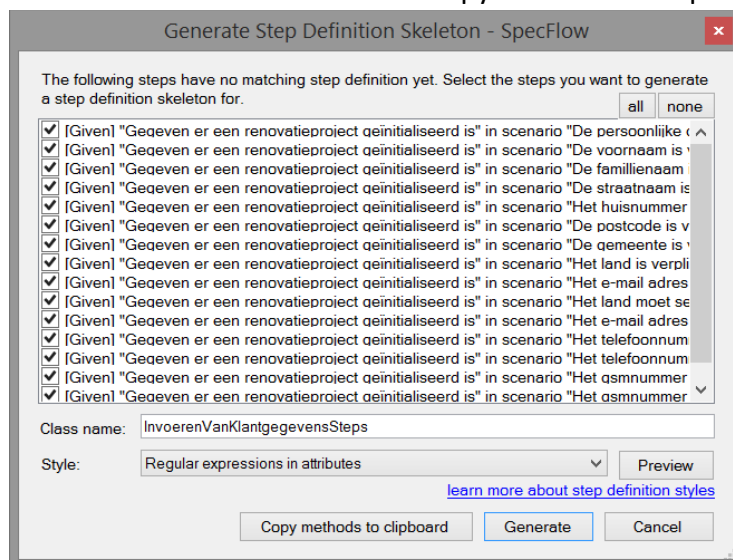 Generate Step Definition Skeleton - SpecFlow
The following steps have no matching step definition yet. Select the steps you want to generate
a step definition skeleton for.
all none
[Given] "Gegeven er een renovatieproject geïnitialiseerd is" in scenario "De persoonlijke
[Given] "Gegeven er een renovatieproject geïnitialiseerd is" in scenario "De voornaam is
[Given] "Gegeven er een renovatieproject geïnitialiseerd is" in scenario "De famillienaam
[Given] "Gegeven er een renovatieproject geïnitialiseerd is" in scenario "De straatnaam is
[Given] "Gegeven er een renovatieproject geïnitialiseerd is" in scenario "Het huisnummer
[Given] "Gegeven er een renovatieproject geïnitialiseerd is" in scenario "De postcode is v
[Given] "Gegeven er een renovatieproject geïnitialiseerd is" in scenario "De gemeente is
[Given] "Gegeven er een renovatieproject geïnitialiseerd is" in scenario "Het land is verpli
[Given] "Gegeven er een renovatieproject geïnitialiseerd is" in scenario "Het e-mail adres
[Given] "Gegeven er een renovatieproject geïnitialiseerd is" in scenario "Het land moet se
[Given] "Gegeven er een renovatieproject geïnitialiseerd is" in scenario "Het e-mail adres
[Given] "Gegeven er een renovatieproject geïnitialiseerd is" in scenario "Het telefoonnum
[Given] "Gegeven er een renovatieproject geïnitialiseerd is" in scenario "Het telefoonnum
[Given] "Gegeven er een renovatieproject geïnitialiseerd is" in scenario "Het gsmnummer
[Given] "Gegeven er een renovatieproject geïnitialiseerd is" in scenario "Het gsmnummer
Class name: InvoerenVanKlantgegevensSteps
Style: Regular expressions in attributes Preview
learn more about step definition styles
Copy methods to clipboard Generate Cancel